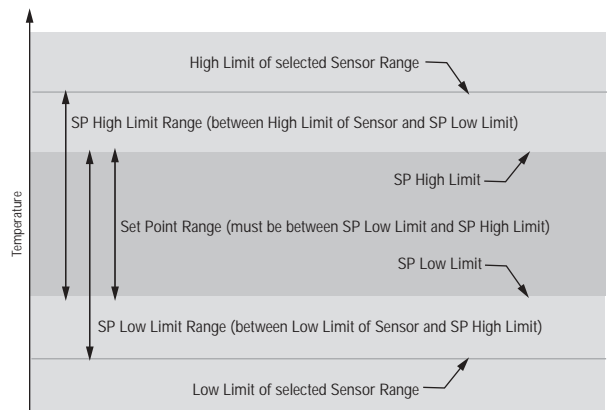 High Limit of selected Sensor Range
SP High Limit Range (between High Limit of Sensor and SP Low Limit)
SP High Limit
Temperature
Set Point Range (must be between SP Low Limit and SP High Limit)
SP Low Limit
SP Low Limit Range (between Low Limit of Sensor and SP High Limit)
Low Limit of selected Sensor Range